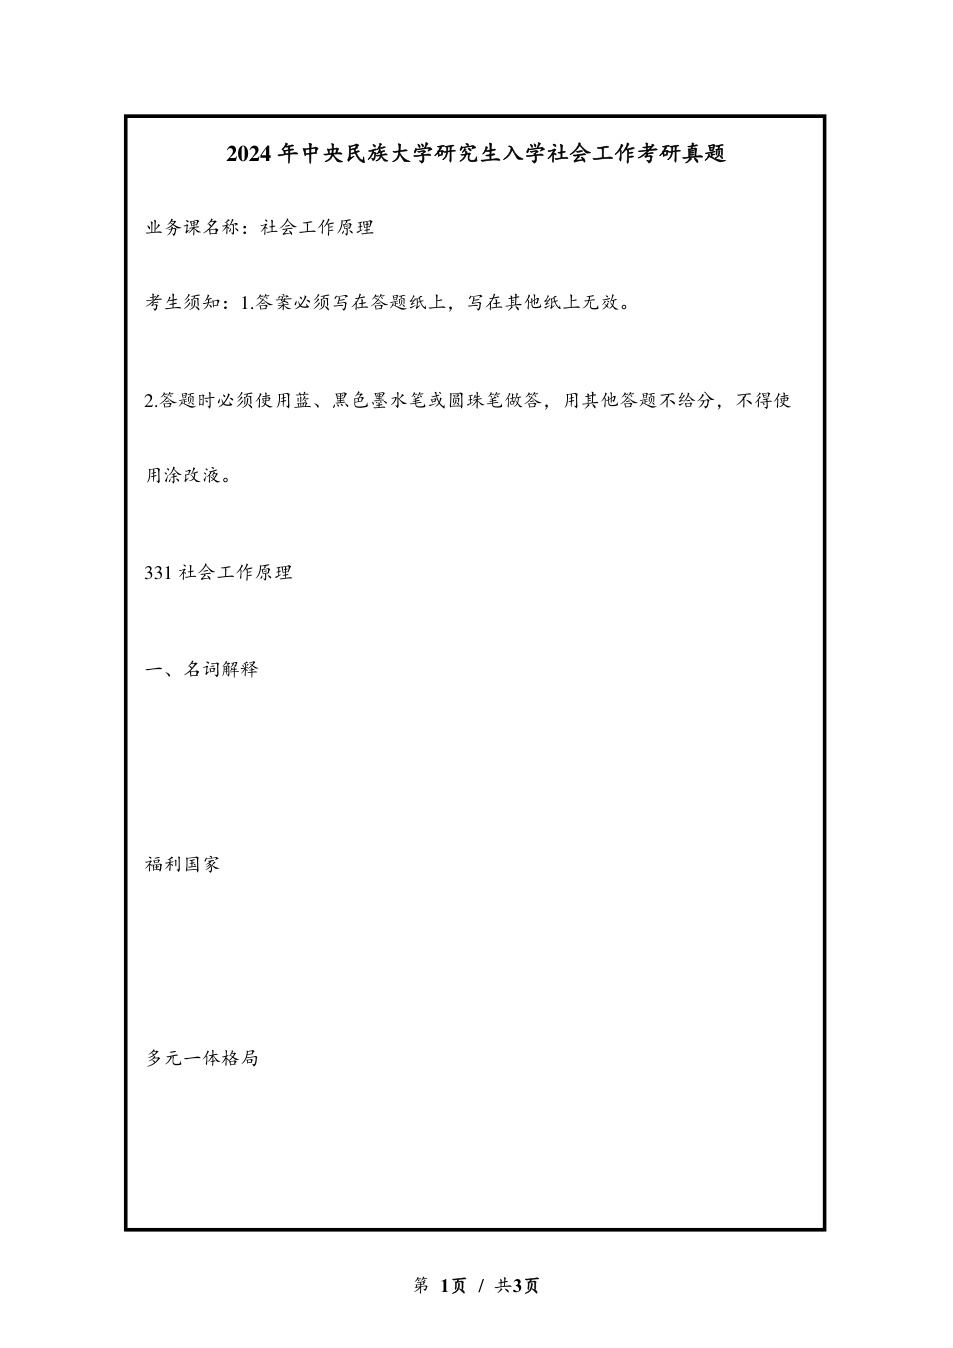 2024 年中央民族大学研究生入学社会工作考研真题
业务课名称：社会工作原理
考生须知：1.答案必须写在答题纸上，写在其他纸上无效。
2.答题时必须使用蓝、黑色墨水笔或圆珠笔做答，用其他答题不给分，不得使
用涂改液。
331 社会工作原理
一、名词解释
福利国家
多元一体格局
第 1页 / 共3页